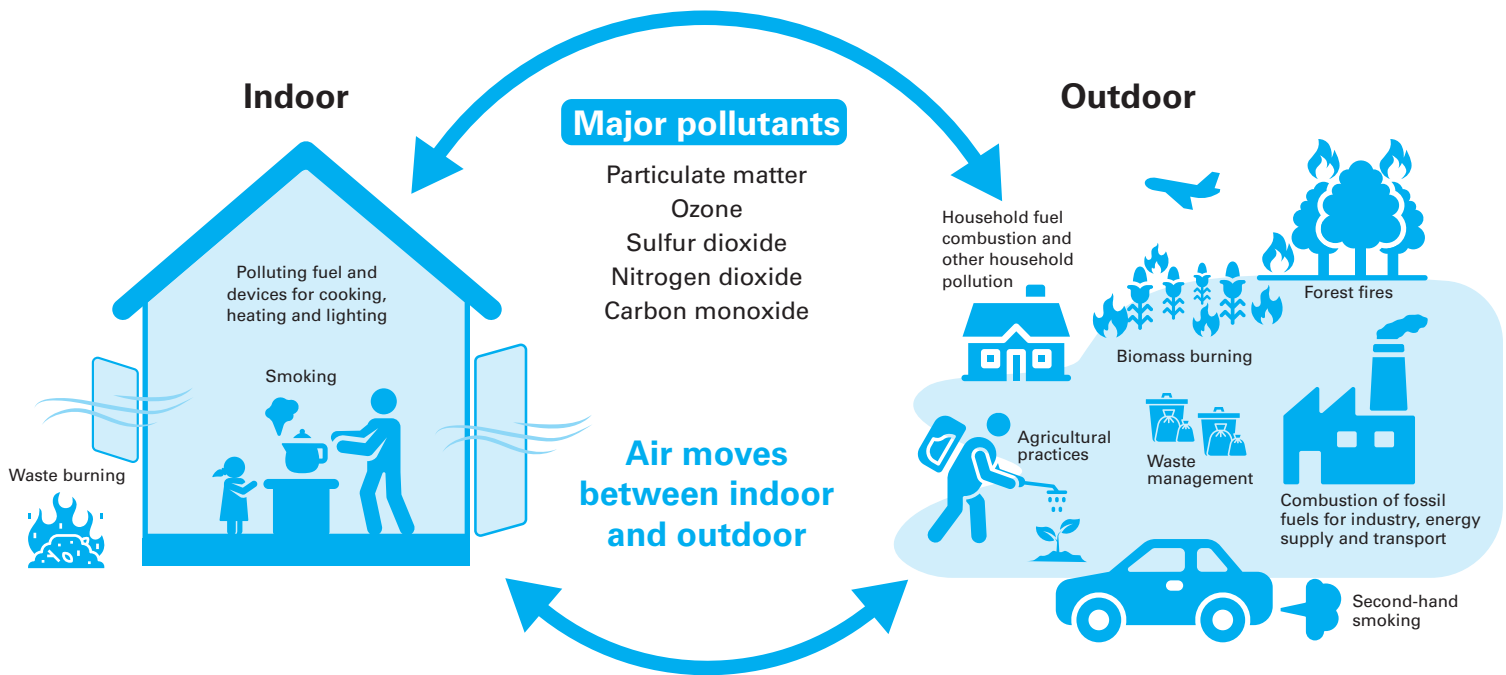 Indoor
Polluting fuel and
devices for cooking,
heating and lighting
Smoking
Waste burning
Major pollutants
Particulate matter
Ozone
Sulfur dioxide
Nitrogen dioxide
Carbon monoxide
Air moves
between indoor
and outdoor
Outdoor
Household fuel
combustion and
other household
pollution
Forest fires
Biomass burning
Agricultural
practices
Waste
management
Combustion of fossil
fuels for industry, energy
supply and transport
Second-hand
smoking